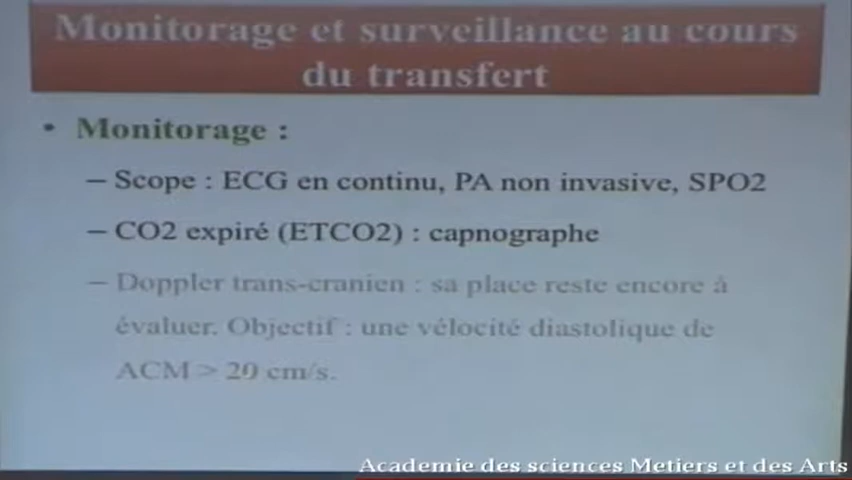 Monitorage et surveillance au cours
du transfert
• Monitorage :
– Scope : ECG en continu, PA non invasive, SPO2
– CO2 expiré (ETCO2) : capnographe
– Doppler trans-cranien : sa place reste encore à
évaluer. Objectif : une vélocité diastolique de
ACM > 20 cm/s.
Academie des sciences Metiers et des Arts